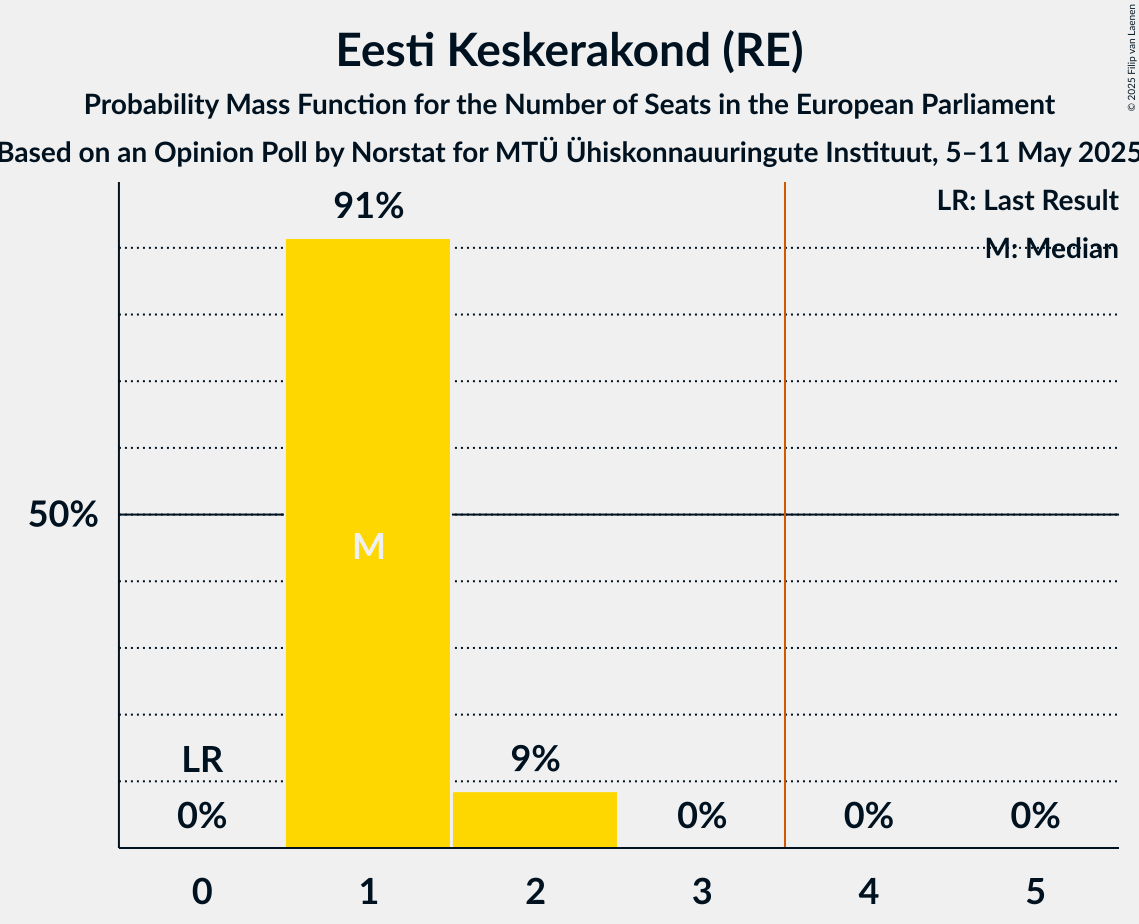 Eesti Keskerakond (RE)
Probability Mass Function for the Number of Seats in the European Parliament
Based on an Opinion Poll by Norstat for MTÜ Ühiskonnauuringute Instituut, 5–11 May 2025
© 2025 Filip van Laenen
LR: Last Result
M: Median
91%
50%
M
LR
9%
0%
0%
0%
0%
0
1
2
3
4
5